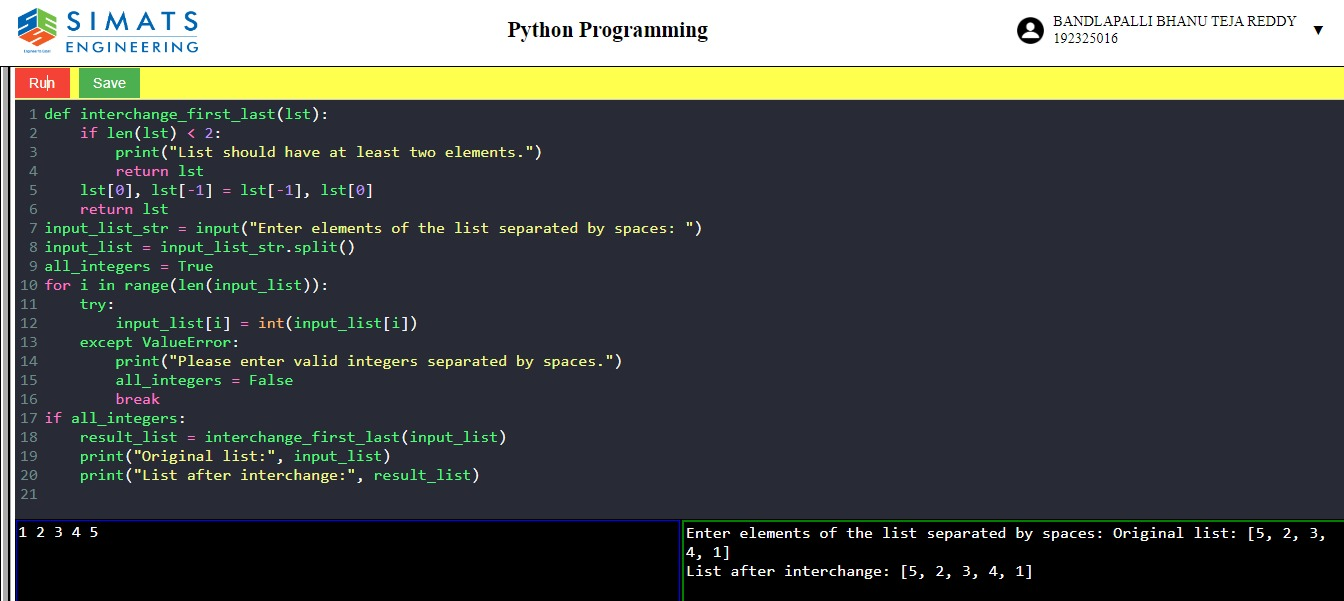 SIMATS
ENGINEERING
Python Programming
BANDLAPALLI BHANU TEJA REDDY
192325016
▼
Run
Save
1 def interchange_first_last(lst):
2     if len(lst) < 2:
3         print("List should have at least two elements.")
4         return lst
5     lst[0], lst[-1] = lst[-1], lst[0]
6     return lst
7 input_list_str = input("Enter elements of the list separated by spaces: ")
8 input_list = input_list_str.split()
9 all_integers = True
10 for i in range(len(input_list)):
11     try:
12         input_list[i] = int(input_list[i])
13     except ValueError:
14         print("Please enter valid integers separated by spaces.")
15         all_integers = False
16         break
17 if all_integers:
18     result_list = interchange_first_last(input_list)
19     print("Original list:", input_list)
20     print("List after interchange:", result_list)
21
1 2 3 4 5
Enter elements of the list separated by spaces: Original list: [5, 2, 3,
4, 1]
List after interchange: [5, 2, 3, 4, 1]